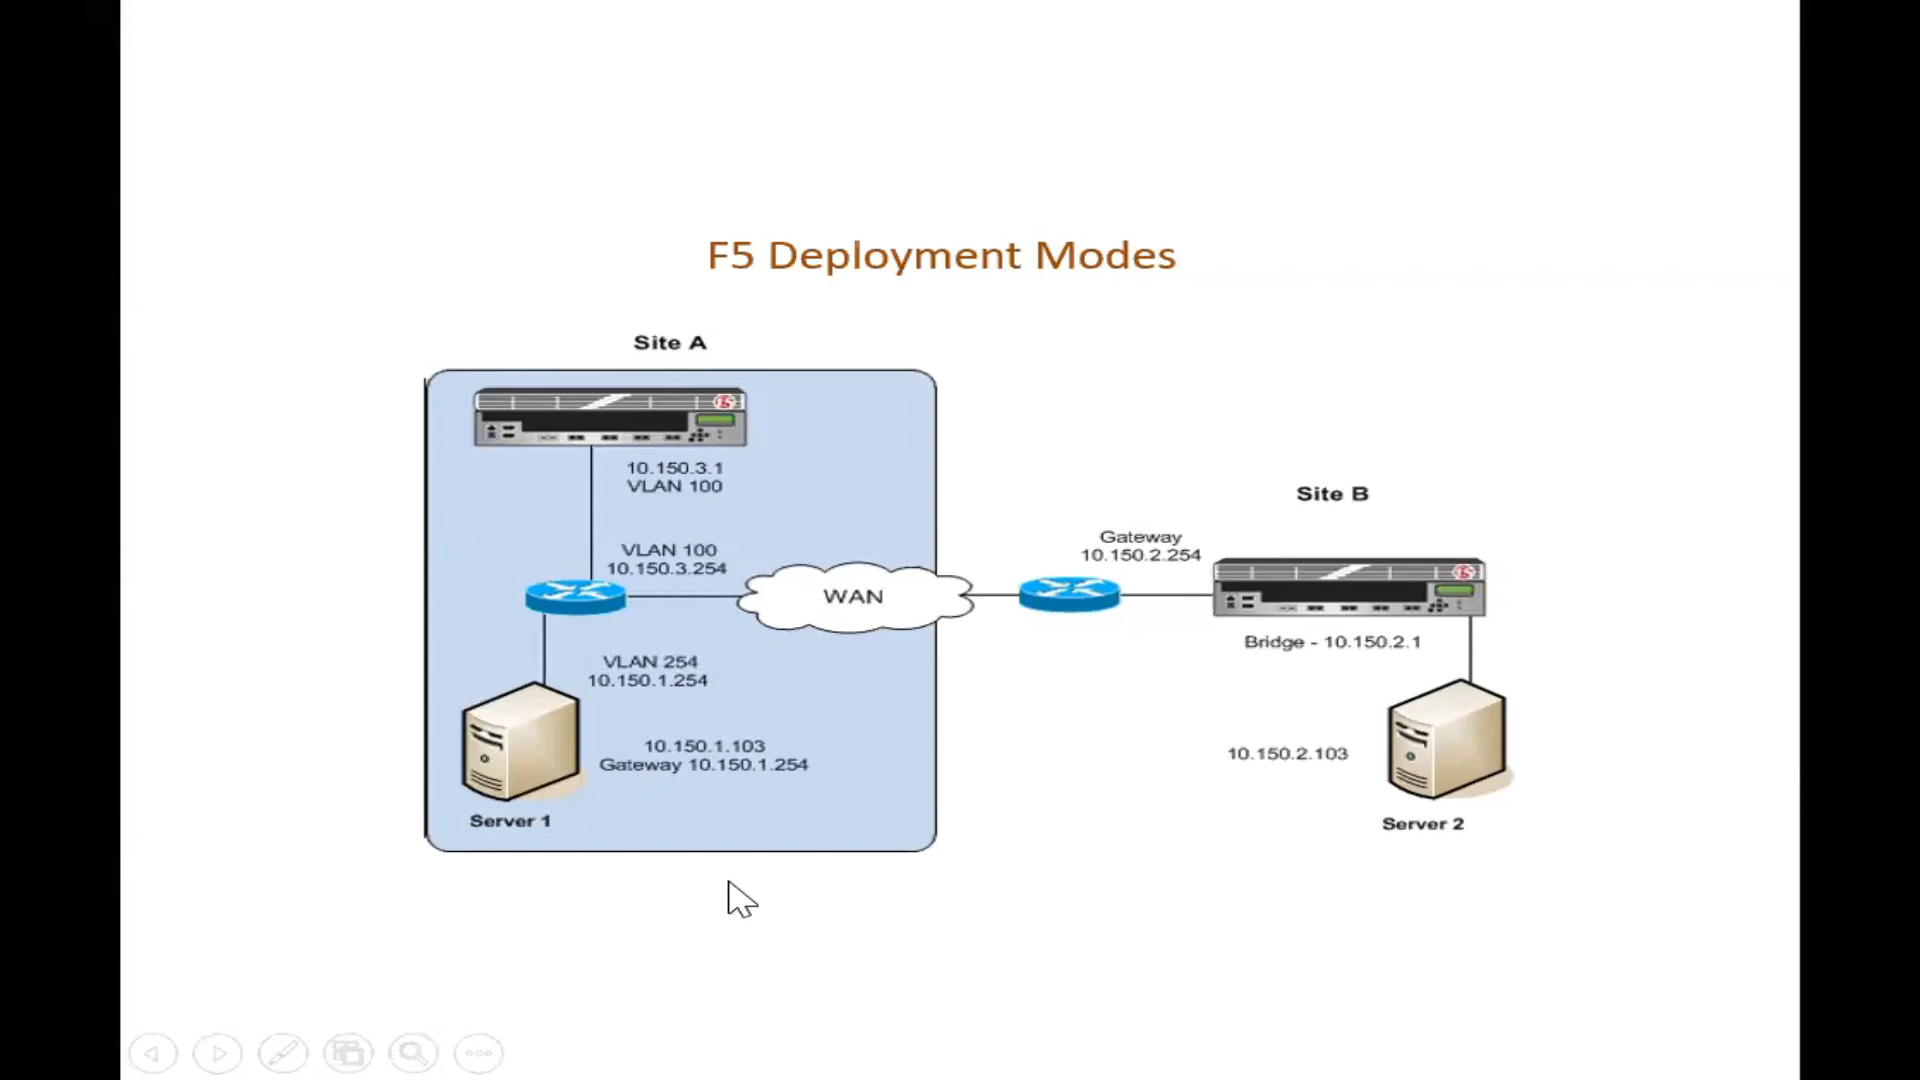 F5 Deployment Modes
Site A
10.150.3.1
VLAN 100
VLAN 100
10.150.3.254
WAN
VLAN 254
10.150.1.254
10.150.1.103
Gateway 10.150.1.254
Server 1
Site B
Gateway
10.150.2.254
Bridge - 10.150.2.1
10.150.2.103
Server 2